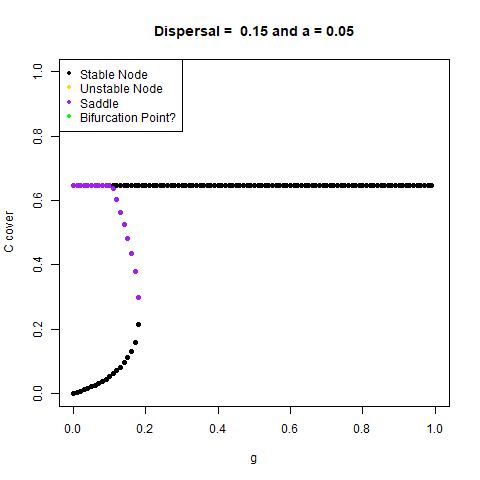 Dispersal =  0.15 and a = 0.05
Stable Node
Unstable Node
Saddle
Bifurcation Point?
C cover
1.0
0.8
0.6
0.4
0.2
0.0
0.0 0.2 0.4 0.6 0.8 1.0
g